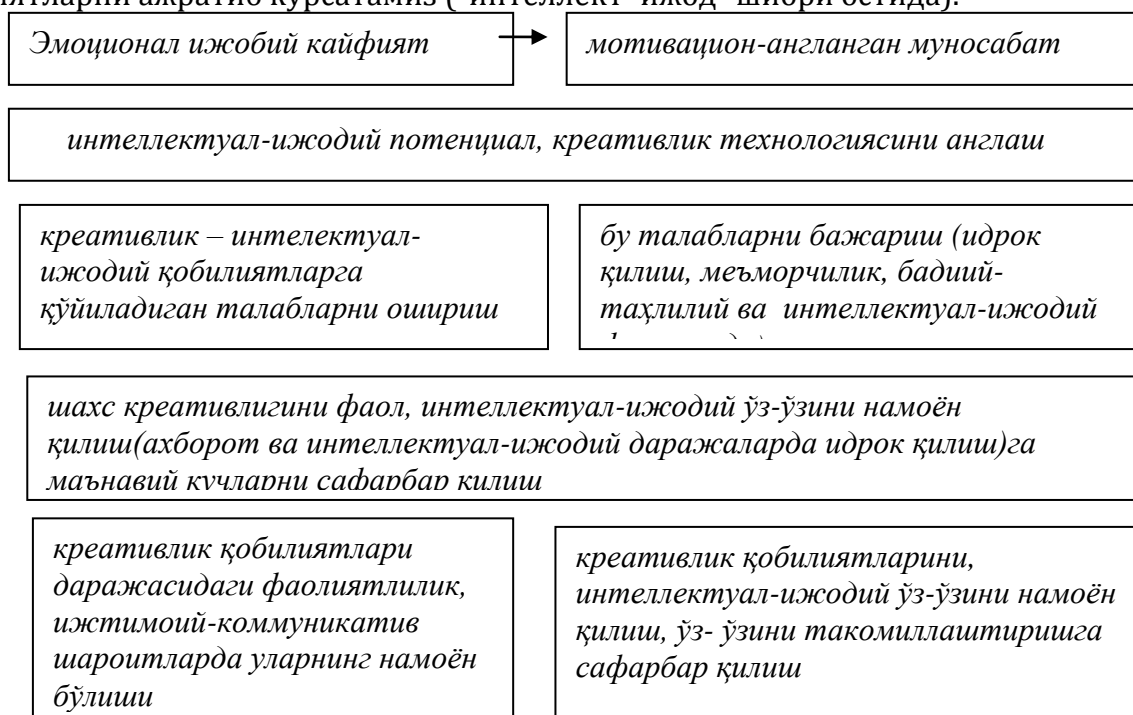 ажратиб
Эмоционал ижобий кайфият
мотивацион-англанган муносабат
интеллектуал-ижодий потенциал, креативлик технологиясини англаш
креативлик – интелектуал-
ижодий қобилиятларга
қўйиладиган талабларни ошириш
бу талабларни бажариш (идрок
қилиш, меъморчилик, бадиий-
таҳлилий ва интеллектуал-ижодий
шахс креативлигини фаол, интеллектуал-ижодий ўз-ўзини намоён
қилиш(ахборот ва интеллектуал-ижодий даражаларда идрок қилиш)га
маънавий кучларни сафарбар қилиш
креативлик қобилиятлари
даражасидаги фаолиятлилик,
ижтимоий-коммуникатив
шароитларда уларнинг намоён
бўлиши
креативлик қобилиятларини,
интеллектуал-ижодий ўз-ўзини намоён
қилиш, ўз- ўзини такомиллаштиришга
сафарбар қилиш